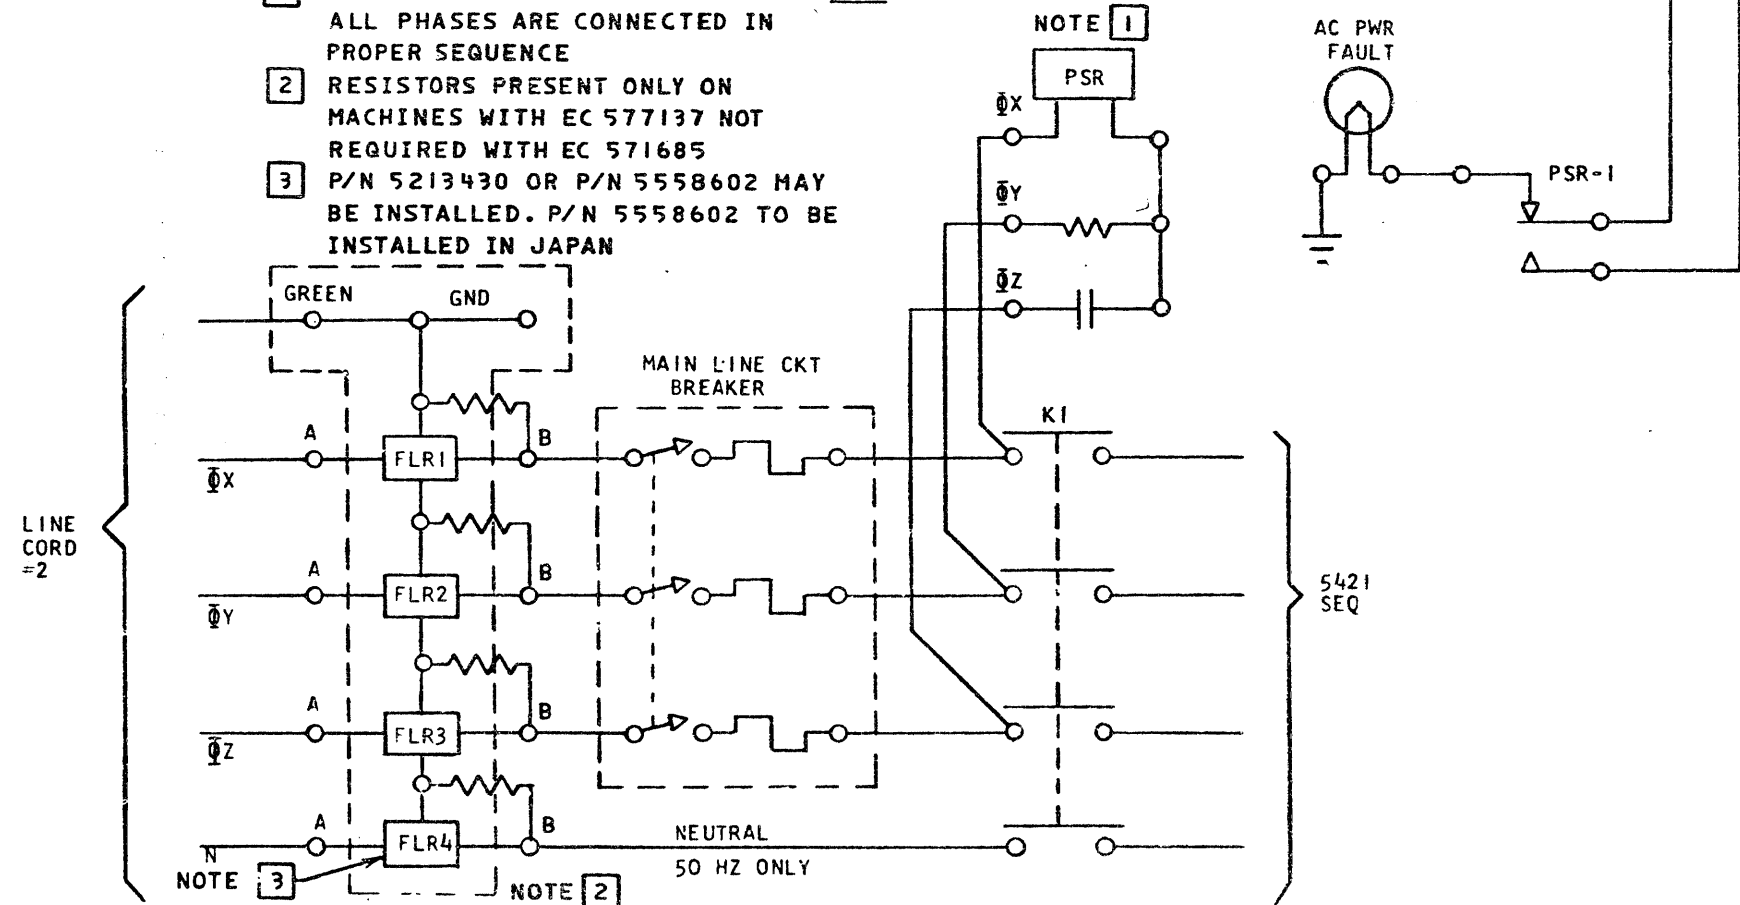 ALL PHASES ARE CONNECTED IN
PROPER SEQUENCE
2 RESISTORS PRESENT ONLY ON
MACHINES WITH EC 577137 NOT
REQUIRED WITH EC 571685
3 P/N 5213430 OR P/N 5558602 MAY
BE INSTALLED. P/N 5558602 TO BE
INSTALLED IN JAPAN
NOTE 1
PSR
ΦX
ΦY
ΦZ
AC PWR
FAULT
PSR-1
GREEN
GND
MAIN LINE CKT
BREAKER
K1
A
FLR1
B
ΦX
LINE
CORD
=2
A
FLR2
B
ΦY
5421
SEQ
A
FLR3
B
ΦZ
A
FLR4
B
N
NEUTRAL
50 HZ ONLY
NOTE 3
NOTE 2